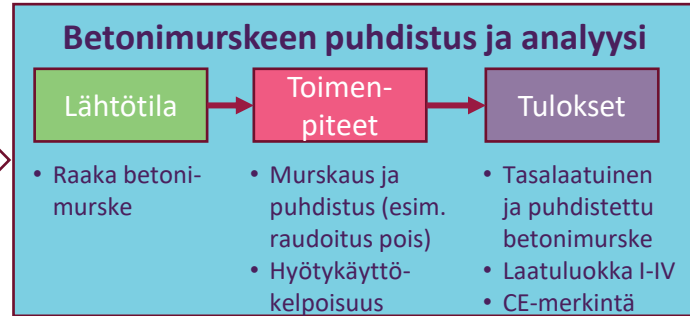 Betonimurskeen puhdistus ja analyysi
Lähtötila
• Raaka betoni-
murske
Toimen-
piteet
• Murskaus ja
puhdistus (esim.
raudoitus pois)
• Hyötykäyttö-
kelpoisuus
Tulokset
• Tasalaatuinen
ja puhdistettu
betonimurske
• Laatuluokka I-IV
• CE-merkintä